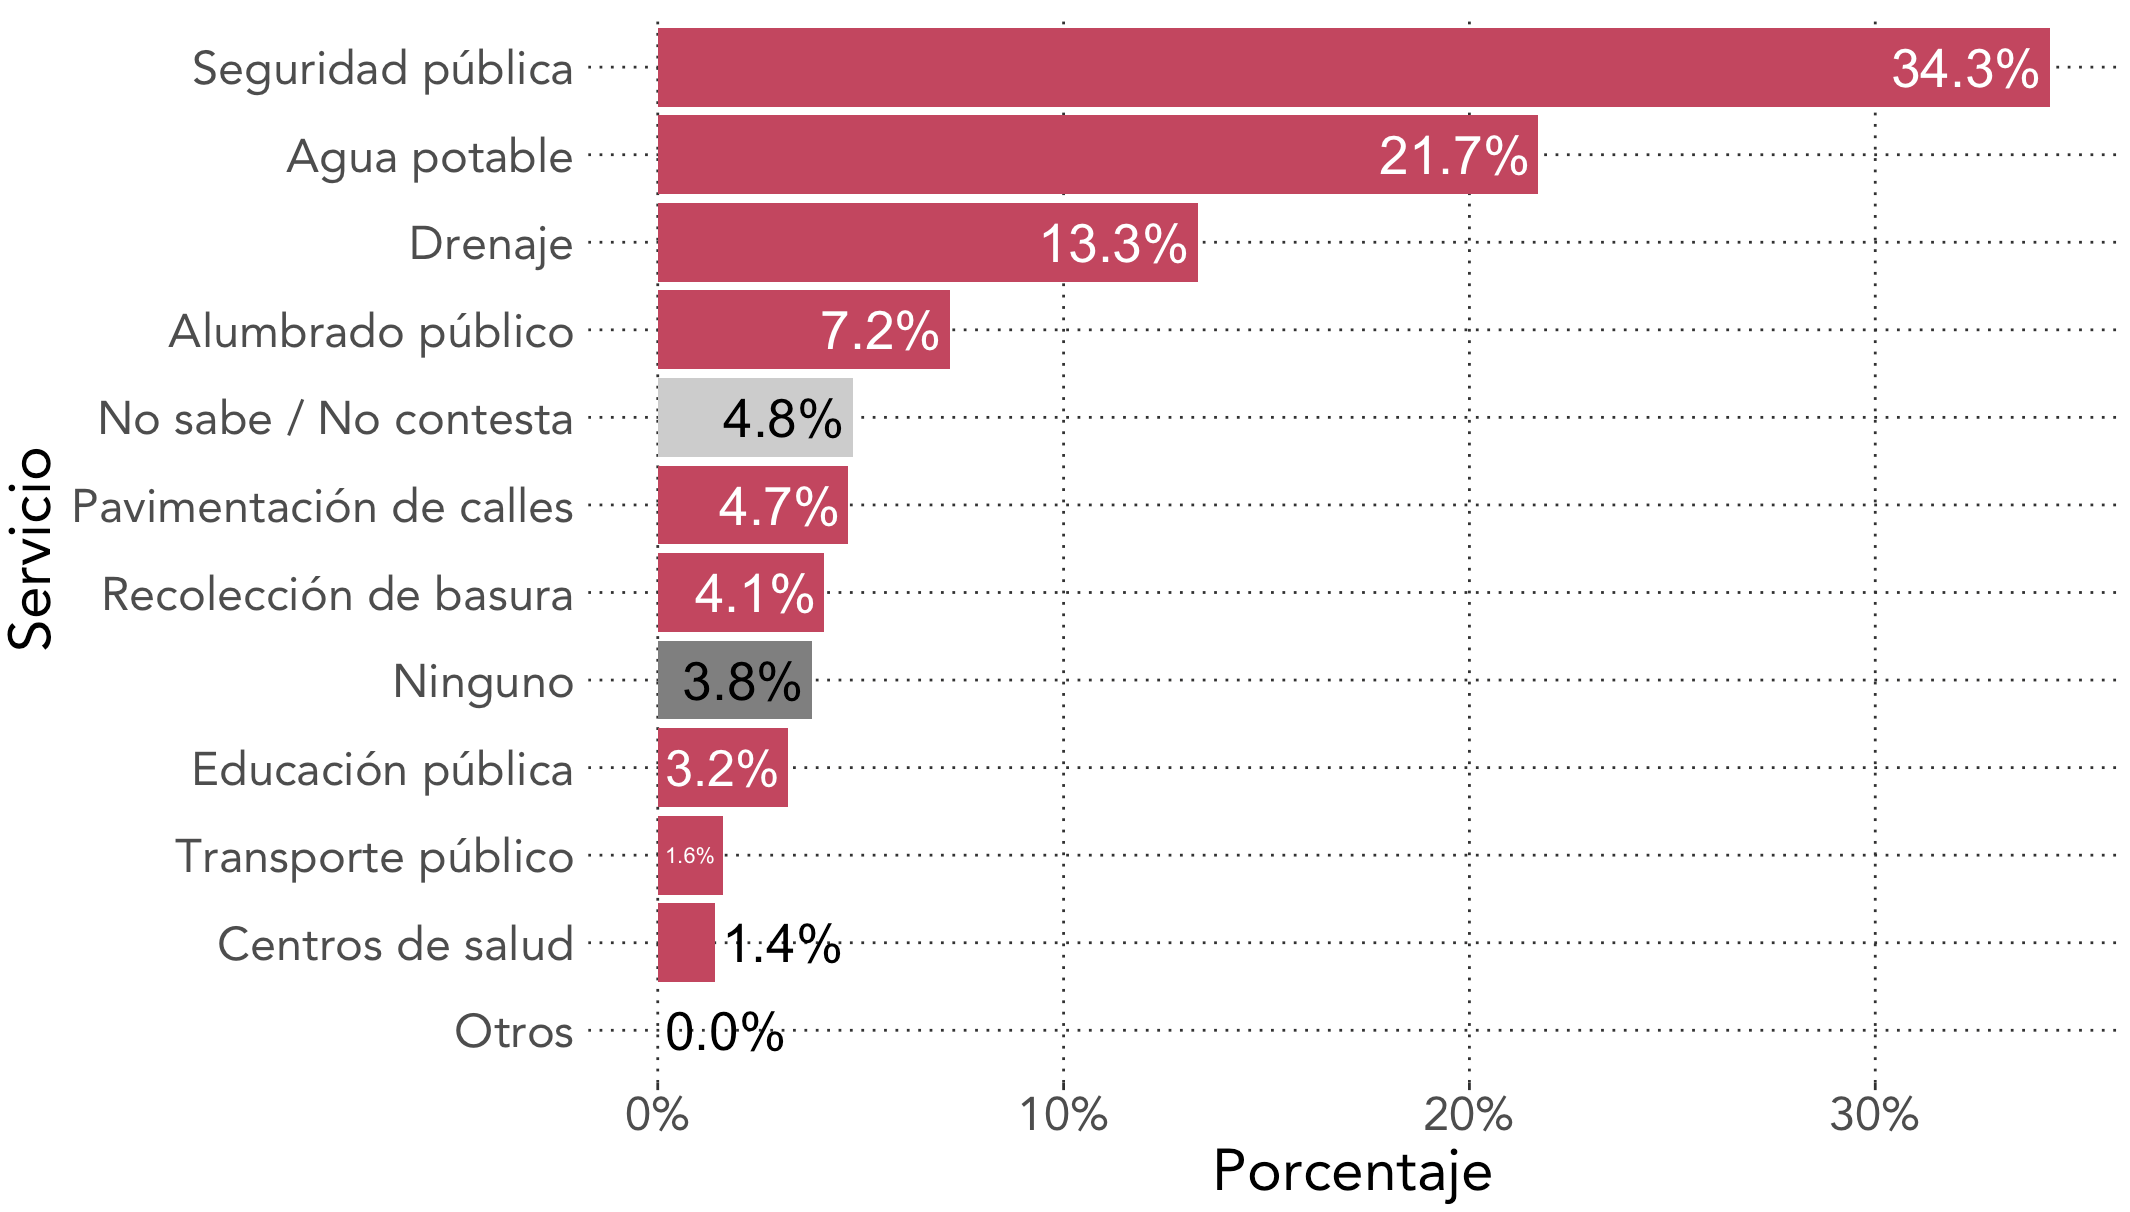 Seguridad pública 34.3%
Agua potable 21.7%
Drenaje 13.3%
Alumbrado público 7.2%
No sabe / No contesta 4.8%
Pavimentación de calles 4.7%
Recolección de basura 4.1%
Ninguno 3.8%
Educación pública 3.2%
Transporte público 1.6%
Centros de salud 1.4%
Otros 0.0%
0% 10% 20% 30%
Porcentaje
Servicio